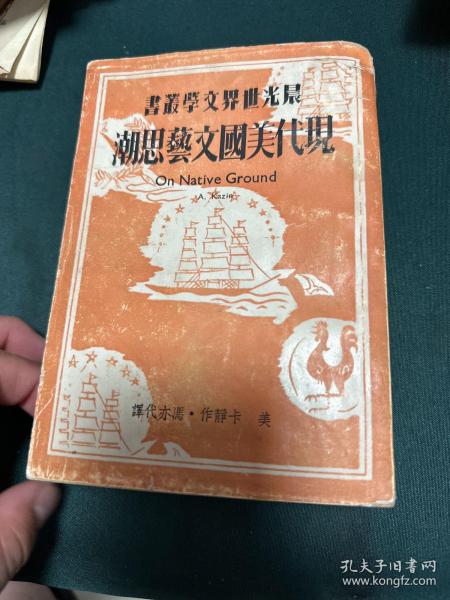 晨光世界文學叢書
現代美國文藝思潮
On Native Ground
A. Kazin
美 卡靜作·馮亦代譯
孔夫子旧书网
www.kongfz.com